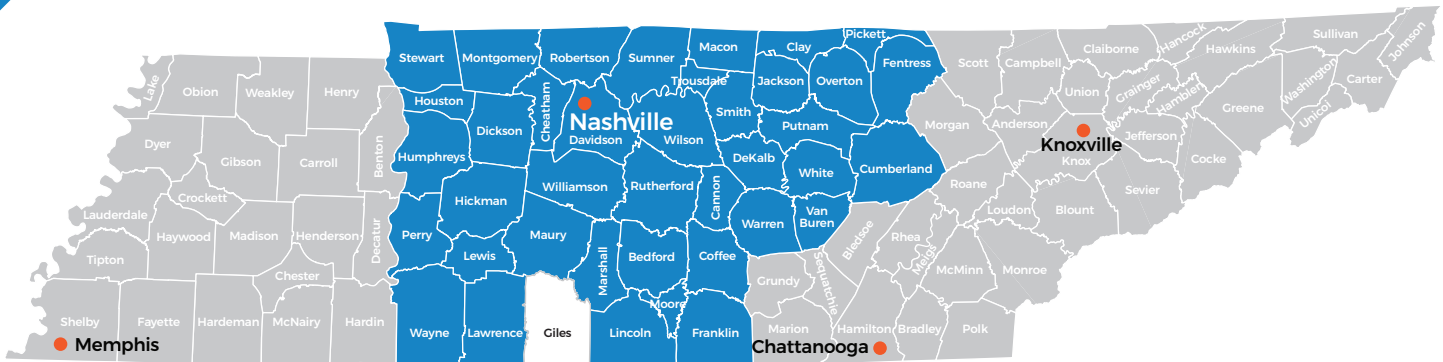 Lake
Obion
Weakley
Henry
Dyer
Gibson
Carroll
Benton
Crockett
Lauderdale
Haywood
Madison
Henderson
Decatur
Tipton
Chester
Shelby
Fayette
Hardeman
McNairy
Hardin
Memphis
Stewart
Montgomery
Robertson
Sumner
Macon
Clay
Pickett
Fentress
Trousdale
Jackson
Overton
Houston
Dickson
Cheatham
Nashville
Davidson
Wilson
Smith
Putnam
Humphreys
DeKalb
White
Cumberland
Hickman
Williamson
Rutherford
Cannon
Warren
Van
Buren
Perry
Lewis
Maury
Marshall
Bedford
Coffee
Moore
Wayne
Lawrence
Giles
Lincoln
Franklin
Scott
Campbell
Claiborne
Hancock
Hawkins
Sullivan
Johnson
Union
Grainger
Hamblen
Greene
Washington
Carter
Unicoi
Morgan
Anderson
Knoxville
Knox
Jefferson
Cocke
Roane
Loudon
Blount
Sevier
Bledsoe
Rhea
Meigs
McMinn
Monroe
Grundy
Sequatchie
Marion
Hamilton
Bradley
Polk
Chattanooga